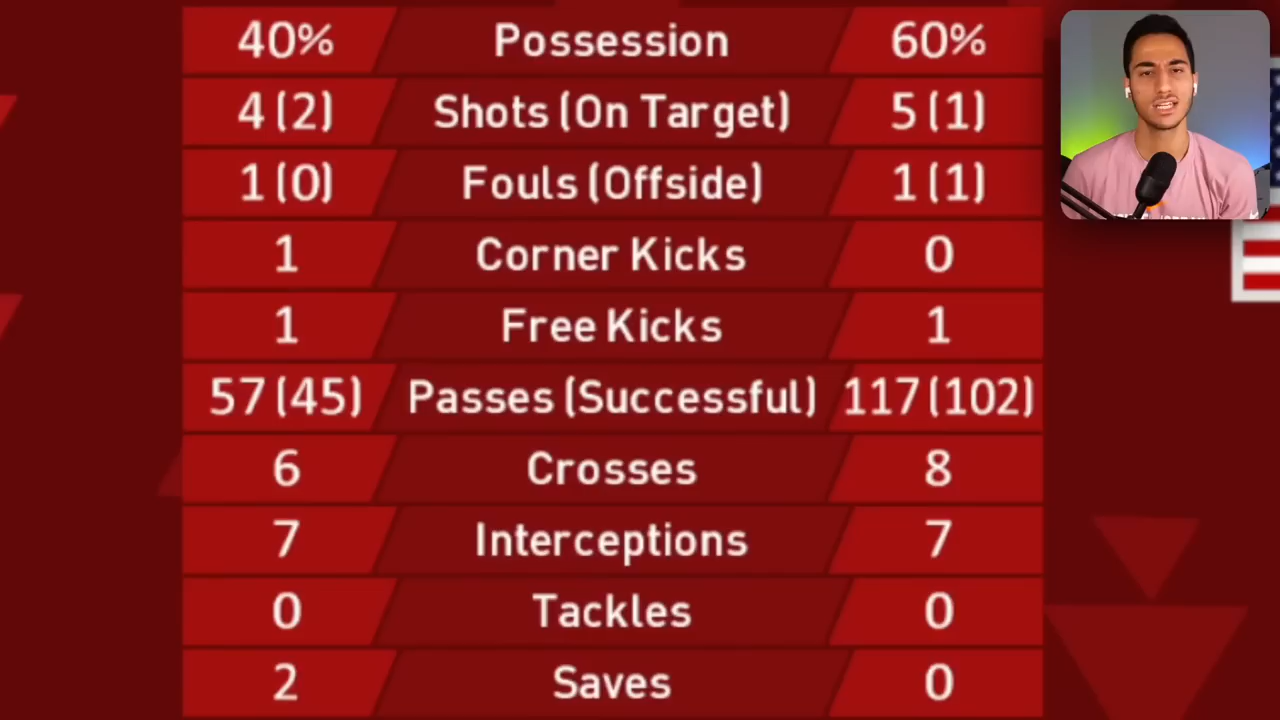 40% Possession 60%
4 (2) Shots (On Target) 5 (1)
1 (0) Fouls (Offside) 1 (1)
1 Corner Kicks 0
1 Free Kicks 1
57 (45) Passes (Successful) 117 (102)
6 Crosses 8
7 Interceptions 7
0 Tackles 0
2 Saves 0